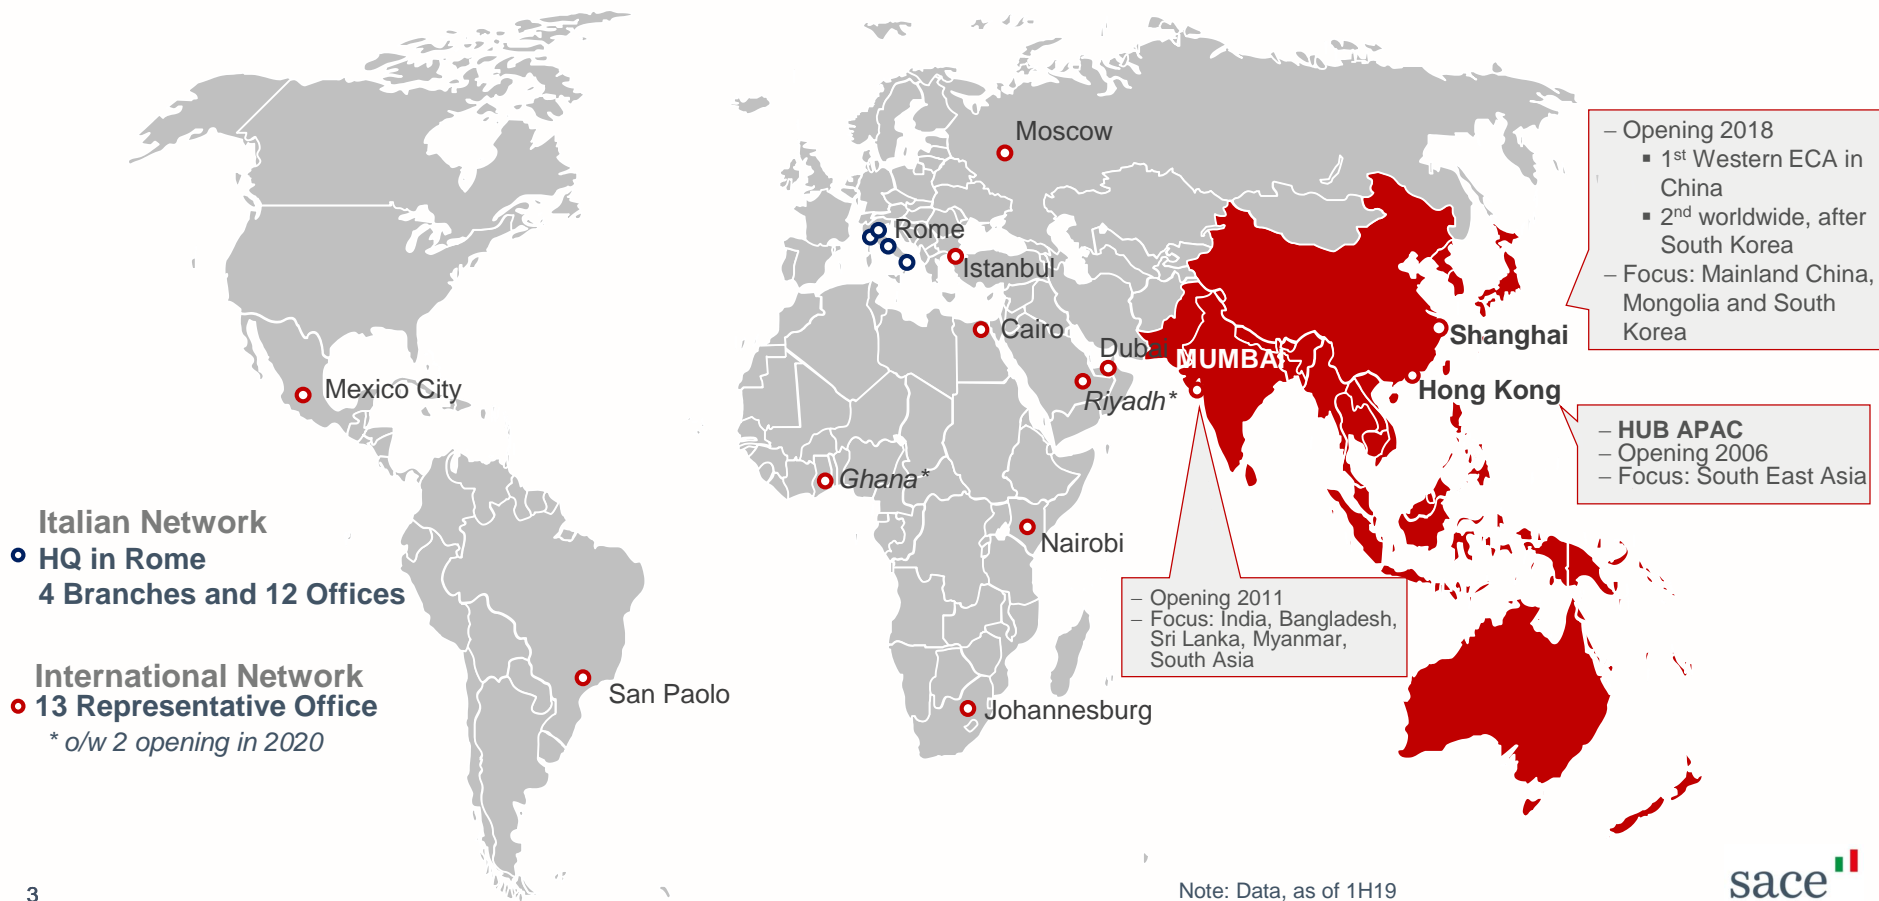 Moscow
Rome
Istanbul
Cairo
Dubai
Riyadh*
MUMBAI
Shanghai
Hong Kong
Mexico City
Ghana*
Nairobi
San Paolo
Johannesburg
– Opening 2018
▪ 1st Western ECA in
China
▪ 2nd worldwide, after
South Korea
– Focus: Mainland China,
Mongolia and South
Korea
– HUB APAC
– Opening 2006
– Focus: South East Asia
– Opening 2011
– Focus: India, Bangladesh,
Sri Lanka, Myanmar,
South Asia
Italian Network
HQ in Rome
4 Branches and 12 Offices
International Network
13 Representative Office
* o/w 2 opening in 2020
3
Note: Data, as of 1H19
sace